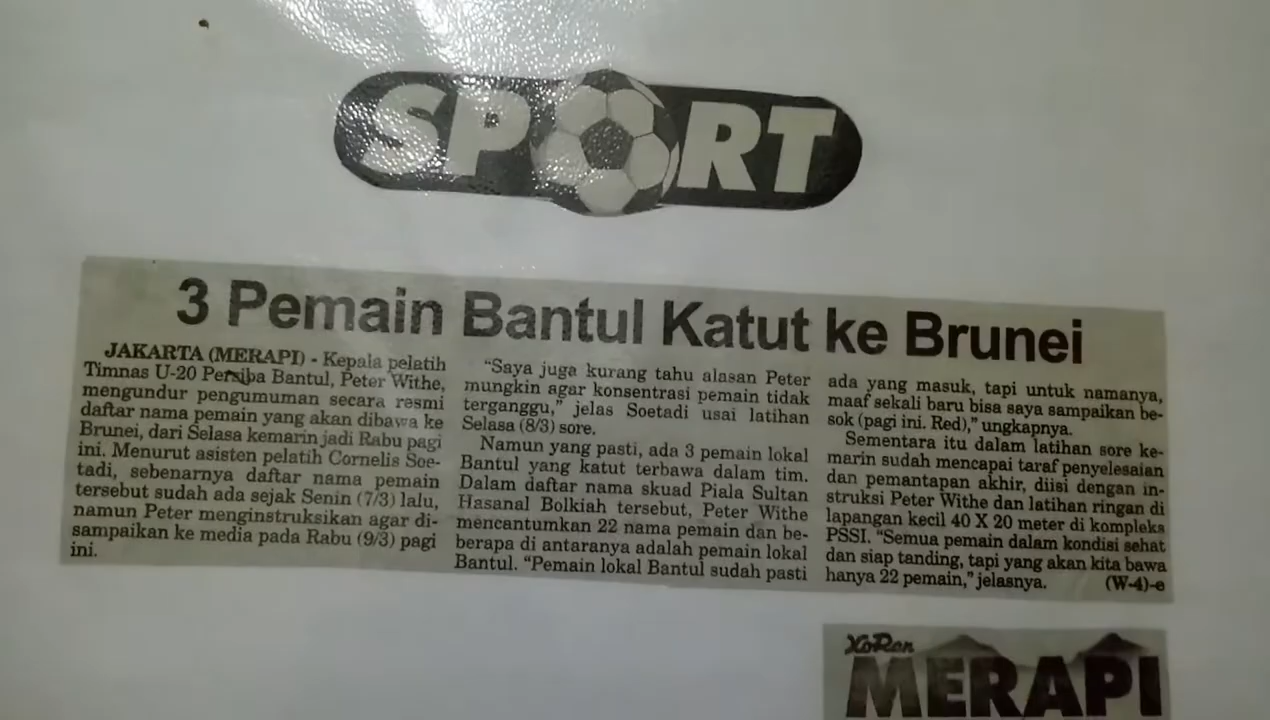 SPORT
3 Pemain Bantul Katut ke Brunei
JAKARTA (MERAPI) - Kepala pelatih
Timnas U-20 Persiba Bantul, Peter Withe,
mengundur pengumuman secara resmi
daftar nama pemain yang akan dibawa ke
Brunei, dari Selasa kemarin jadi Rabu pagi
ini. Menurut asisten pelatih Cornelis Soe-
tadi, sebenarnya daftar nama pemain
tersebut sudah ada sejak Senin (7/3) lalu,
namun Peter menginstruksikan agar di-
sampaikan ke media pada Rabu (9/3) pagi
ini.
"Saya juga kurang tahu alasan Peter
mungkin agar konsentrasi pemain tidak
terganggu," jelas Soetadi usai latihan
Selasa (8/3) sore.
Namun yang pasti, ada 3 pemain lokal
Bantul yang katut terbawa dalam tim.
Dalam daftar nama skuad Piala Sultan
Hasanal Bolkiah tersebut, Peter Withe
mencantumkan 22 nama pemain dan be-
berapa di antaranya adalah pemain lokal
Bantul. "Pemain lokal Bantul sudah pasti
ada yang masuk, tapi untuk namanya,
maaf sekali baru bisa saya sampaikan be-
sok (pagi ini. Red)," ungkapnya.
Sementara itu dalam latihan sore ke-
marin sudah mencapai taraf penyelesaian
dan pemantapan akhir, diisi dengan in-
struksi Peter Withe dan latihan ringan di
lapangan kecil 40 X 20 meter di kompleks
PSSI. "Semua pemain dalam kondisi sehat
dan siap tanding, tapi yang akan kita bawa
hanya 22 pemain," jelasnya. (W-4)-e
KoRan
MERAPI